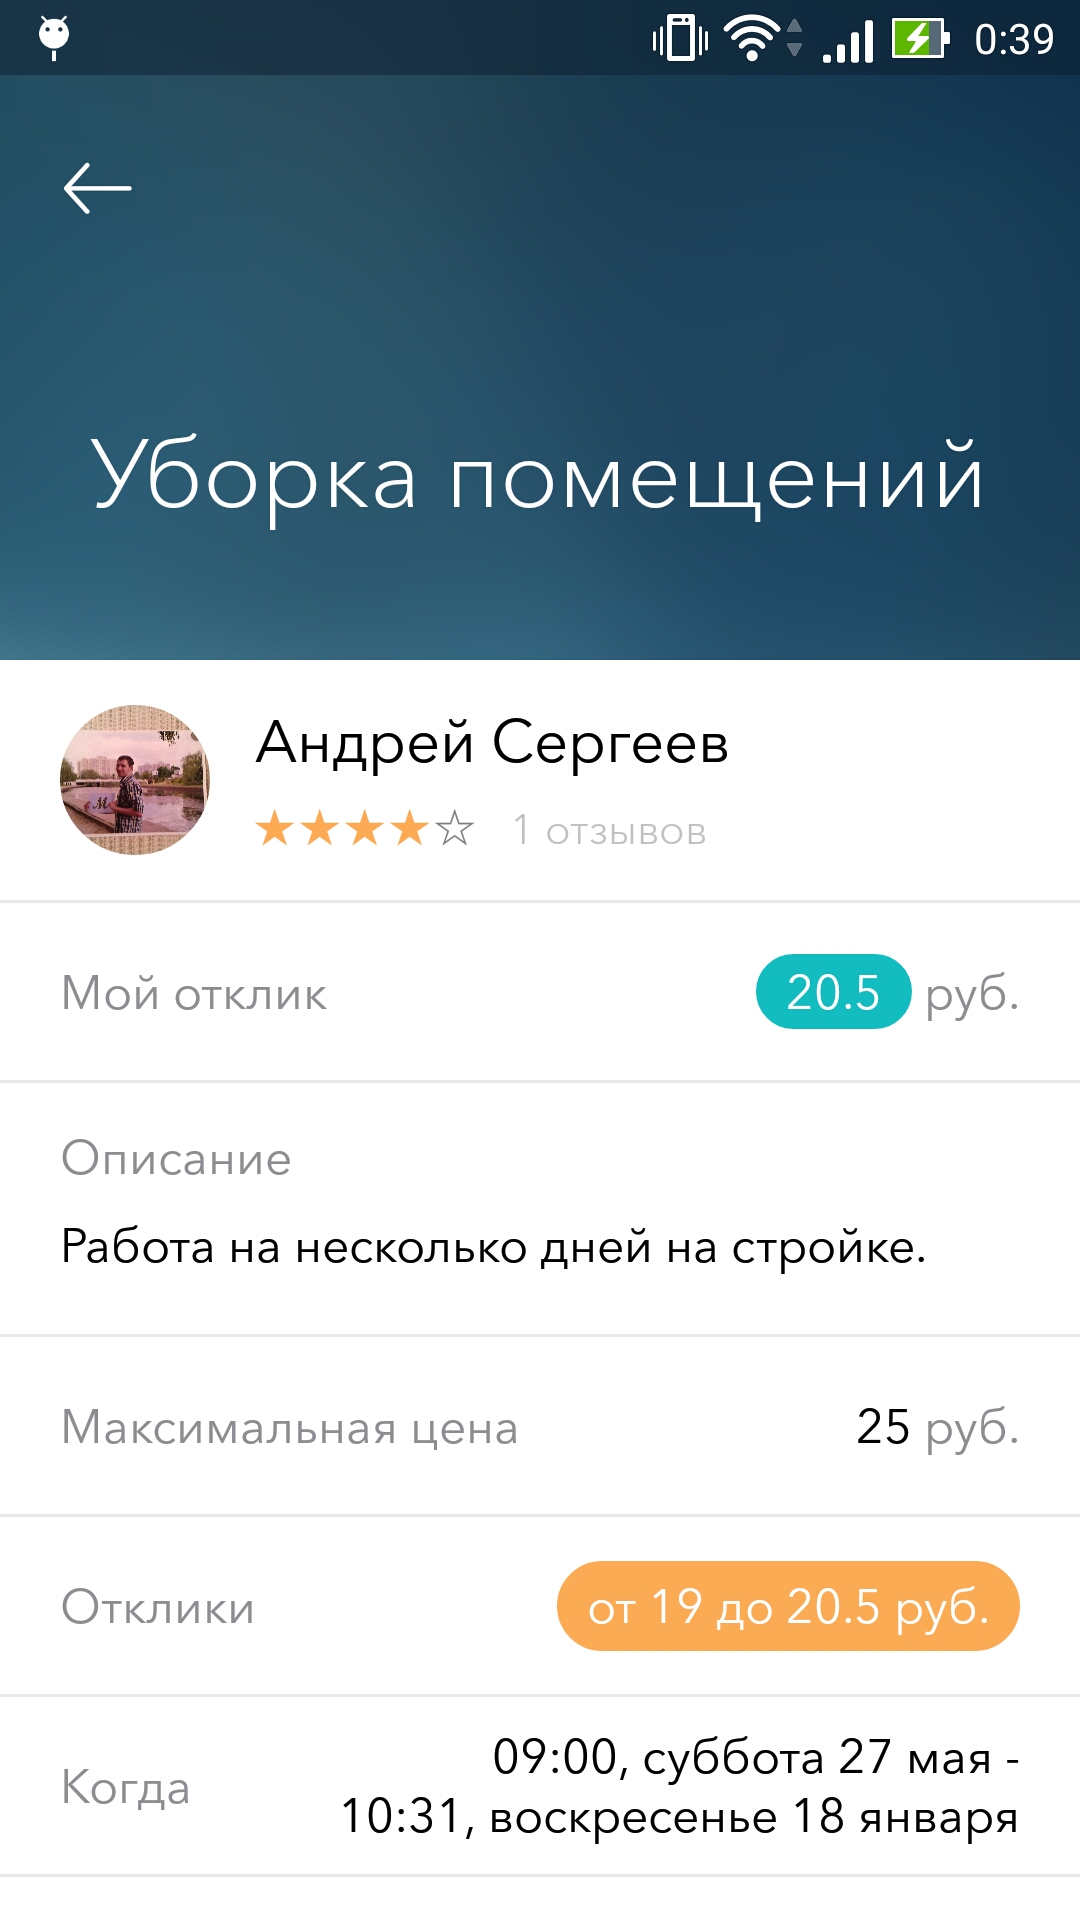 0:39
Уборка помещений
Андрей Сергеев
1 отзывов
Мой отклик
20.5 руб.
Описание
Работа на несколько дней на стройке.
Максимальная цена
25 руб.
Отклики
от 19 до 20.5 руб.
Когда
09:00, суббота 27 мая -
10:31, воскресенье 18 января